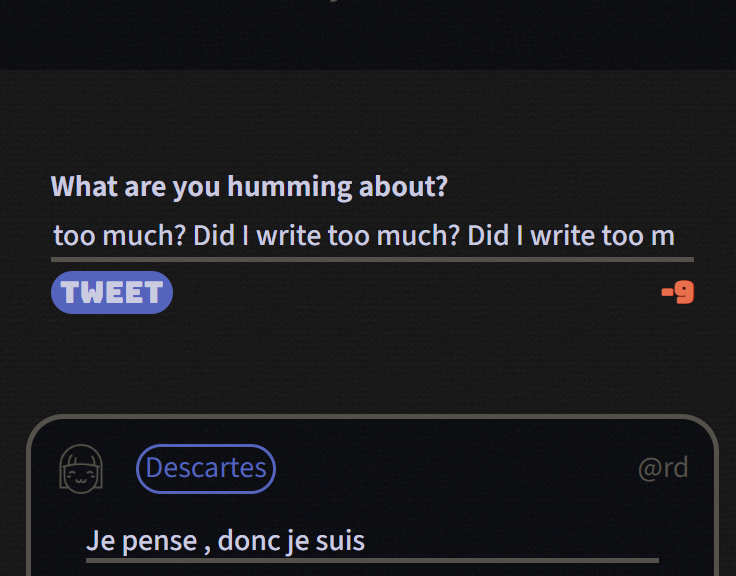 What are you humming about?
too much? Did I write too much? Did I write too m
TWEET
-9
Descartes
@rd
Je pense , donc je suis